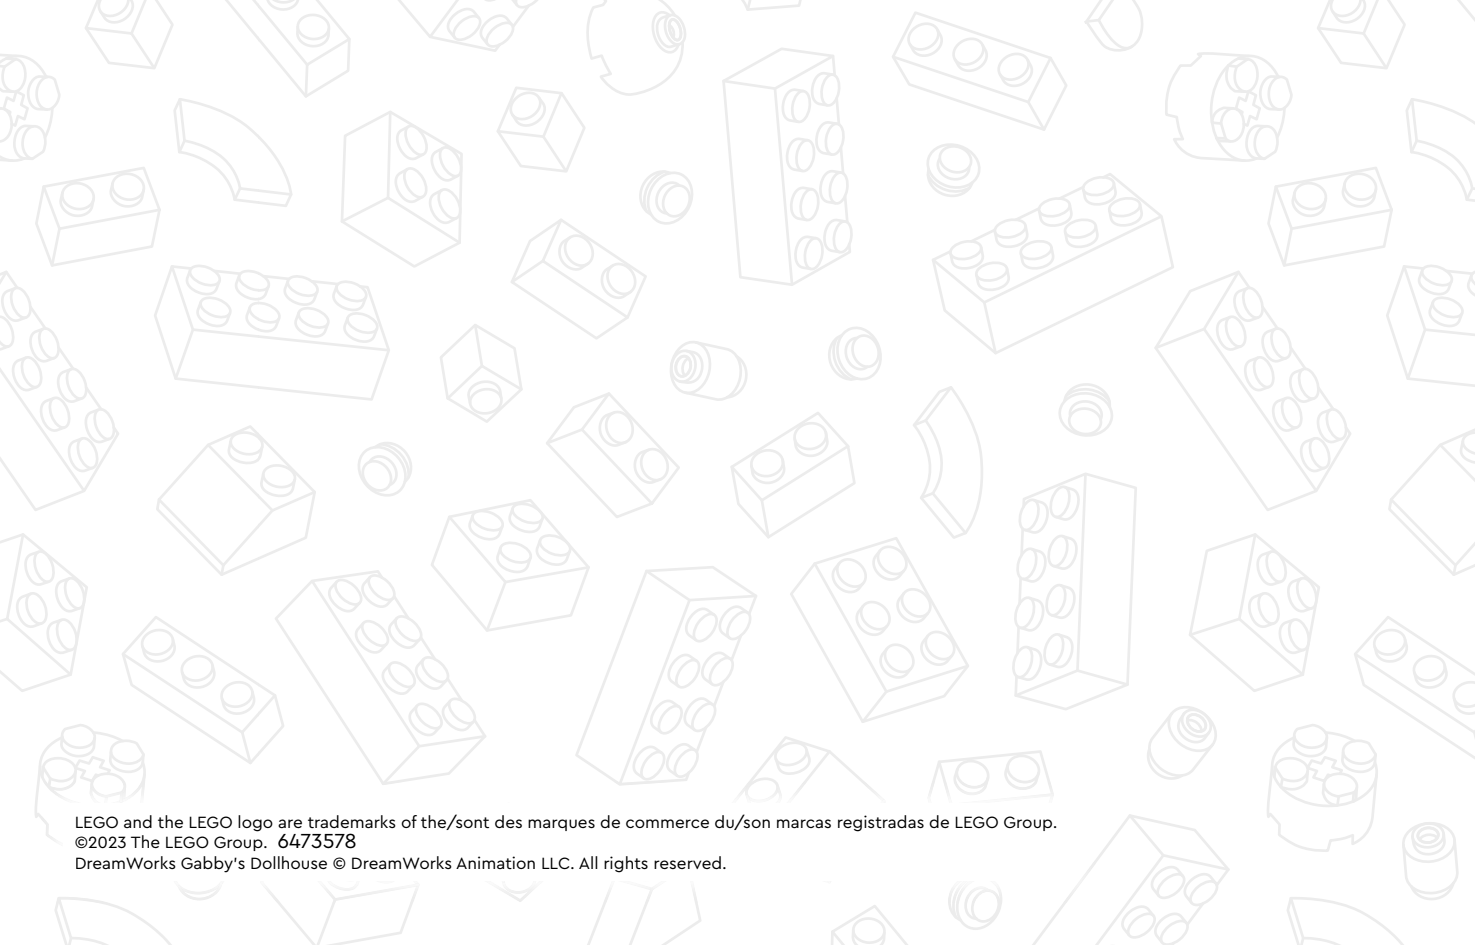 LEGO and the LEGO logo are trademarks of the/sont des marques de commerce du/son marcas registradas de LEGO Group.
©2023 The LEGO Group. 6473578
DreamWorks Gabby's Dollhouse © DreamWorks Animation LLC. All rights reserved.